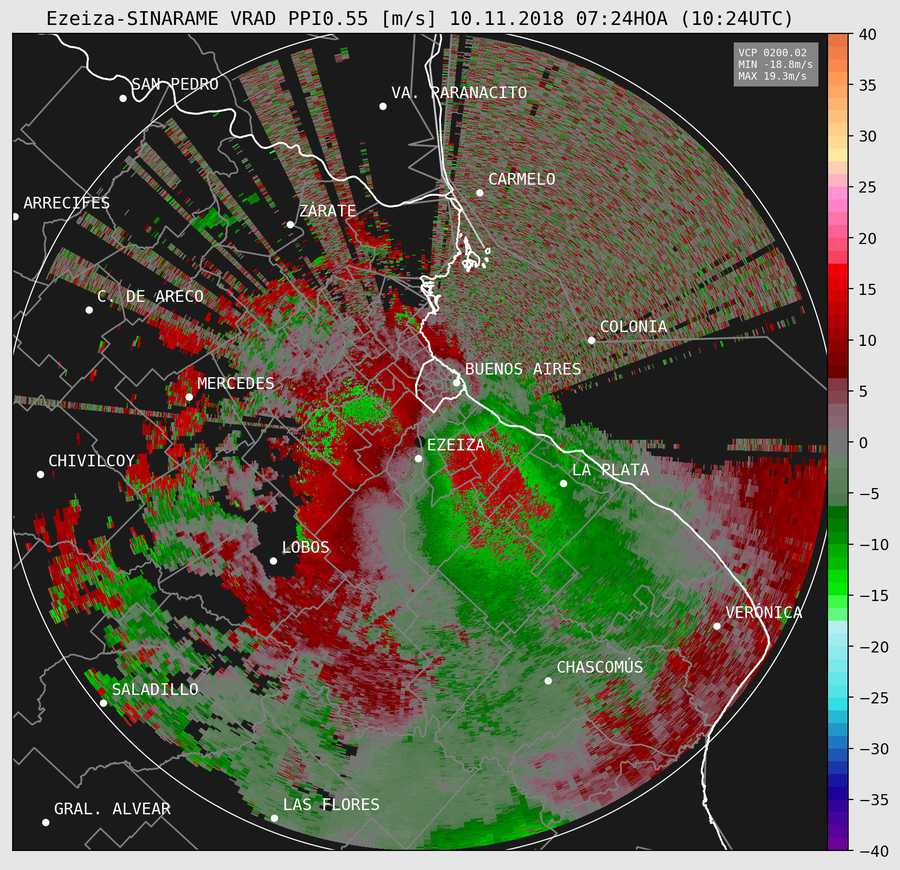 Ezeiza-SINARAME VRAD PPI0.55 [m/s] 10.11.2018 07:24HOA (10:24UTC)
VCP 0200.02
MIN -18.8m/s
MAX 19.3m/s
SAN PEDRO
VA. PARANACITO
CARMELO
ARRECIFES
ZÁRATE
C. DE ARECO
COLONIA
BUENOS AIRES
MERCEDES
EZEIZA
CHIVILCOY
LA PLATA
LOBOS
VERÓNICA
CHASCOMÚS
SALADILLO
LAS FLORES
GRAL. ALVEAR
40
35
30
25
20
15
10
5
0
−5
−10
−15
−20
−25
−30
−35
−40